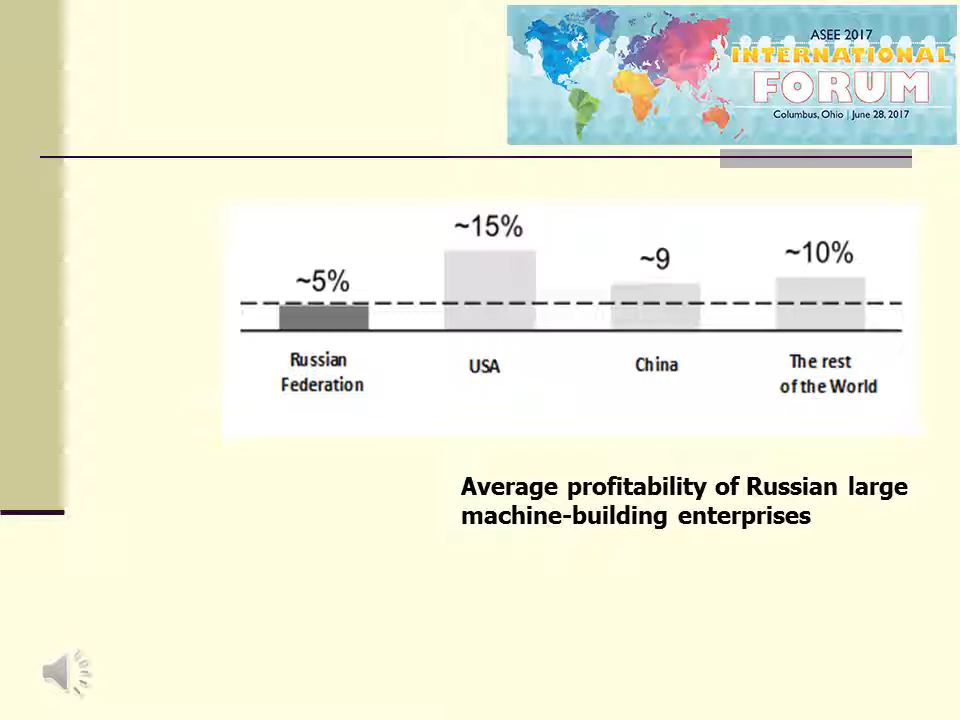 ASEE 2017
INTERNATIONAL
FORUM
Columbus, Ohio | June 28, 2017
~5%
~15%
~9
~10%
Russian
Federation
USA
China
The rest
of the World
Average profitability of Russian large
machine-building enterprises